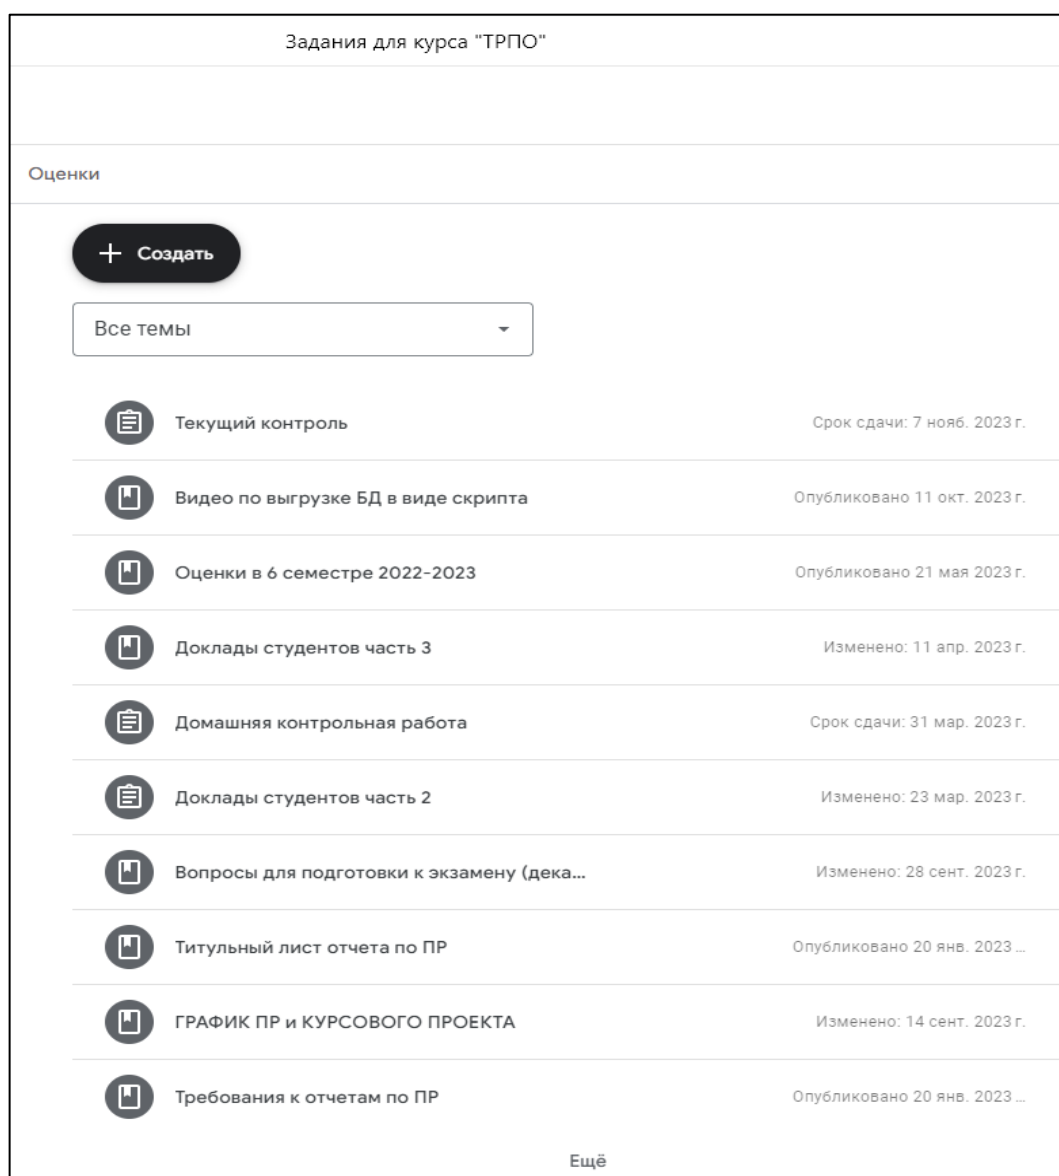 Задания для курса "ТРПО"
Оценки
Создать
Все темы
Текущий контроль Срок сдачи: 7 нояб. 2023 г.
Видео по выгрузке БД в виде скрипта Опубликовано 11 окт. 2023 г.
Оценки в 6 семестре 2022-2023 Опубликовано 21 мая 2023 г.
Доклады студентов часть 3 Изменено: 11 апр. 2023 г.
Домашняя контрольная работа Срок сдачи: 31 мар. 2023 г.
Доклады студентов часть 2 Изменено: 23 мар. 2023 г.
Вопросы для подготовки к экзамену (дека... Изменено: 28 сент. 2023 г.
Титульный лист отчета по ПР Опубликовано 20 янв. 2023 ...
ГРАФИК ПР и КУРСОВОГО ПРОЕКТА Изменено: 14 сент. 2023 г.
Требования к отчетам по ПР Опубликовано 20 янв. 2023 ...
Ещё